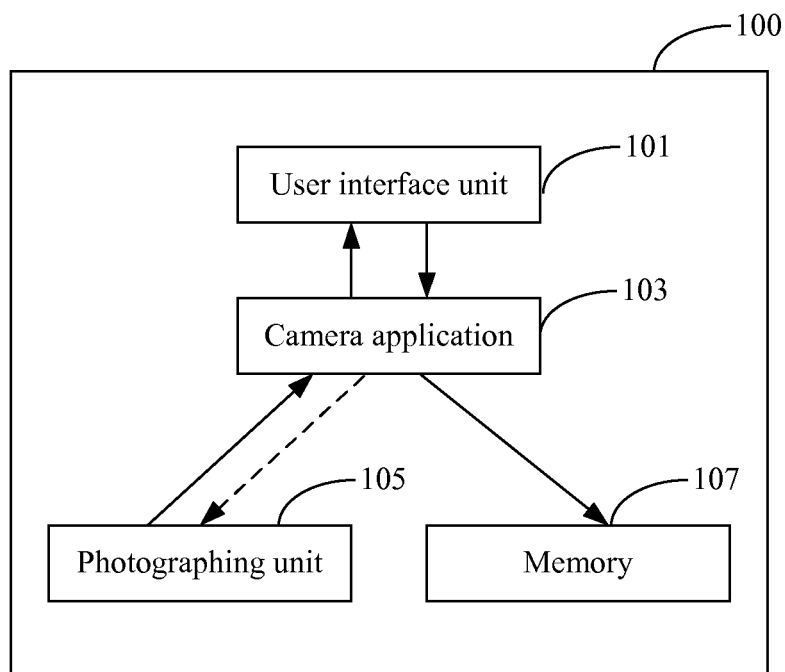 100
101
User interface unit
103
Camera application
105
107
Photographing unit
Memory